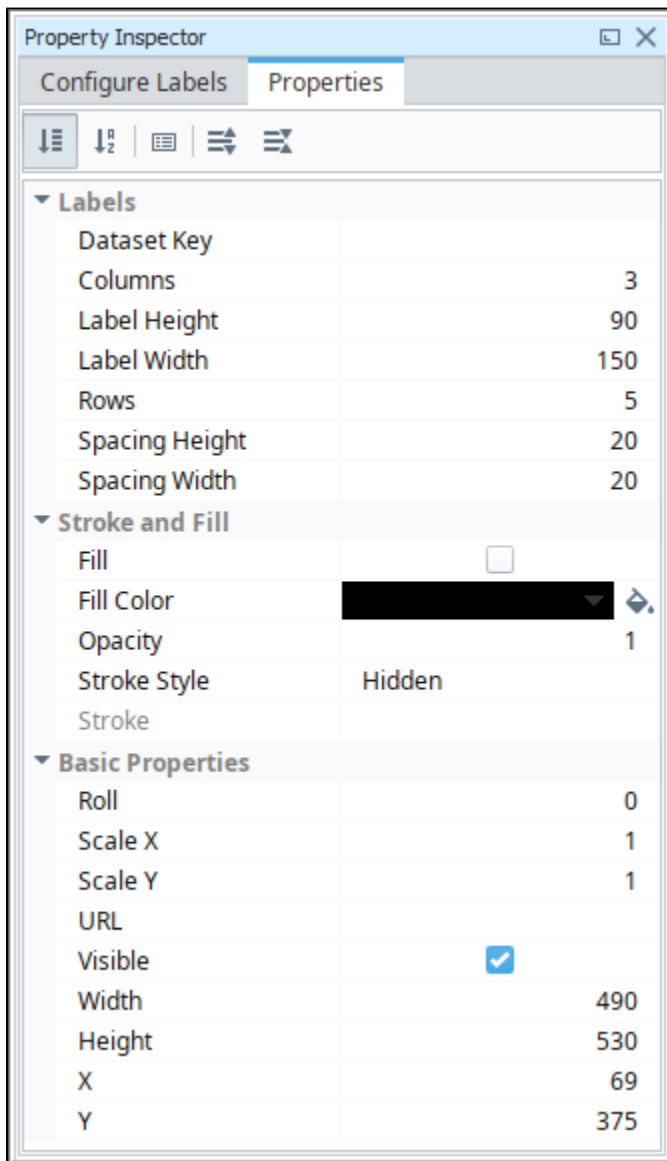 Property Inspector
Configure Labels Properties
Labels
Dataset Key
Columns 3
Label Height 90
Label Width 150
Rows 5
Spacing Height 20
Spacing Width 20
Stroke and Fill
Fill
Fill Color
Opacity 1
Stroke Style Hidden
Stroke
Basic Properties
Roll 0
Scale X 1
Scale Y 1
URL
Visible
Width 490
Height 530
X 69
Y 375